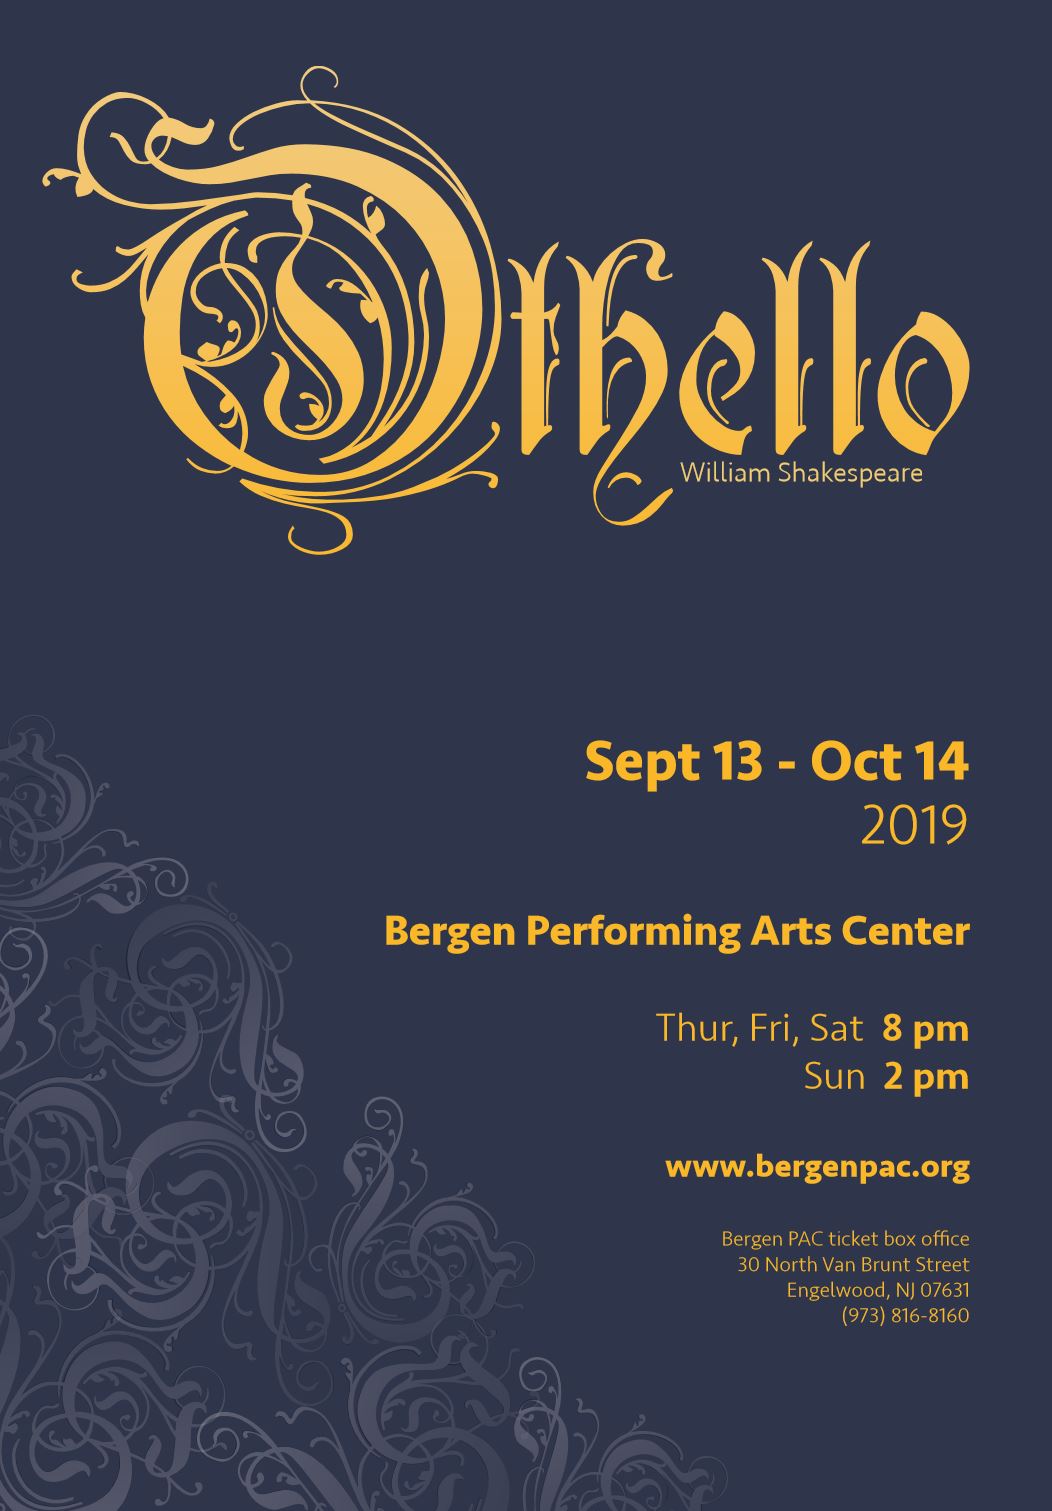 Othello
William Shakespeare
Sept 13 - Oct 14
2019
Bergen Performing Arts Center
Thur, Fri, Sat 8 pm
Sun 2 pm
www.bergenpac.org
Bergen PAC ticket box office
30 North Van Brunt Street
Engelwood, NJ 07631
(973) 816-8160